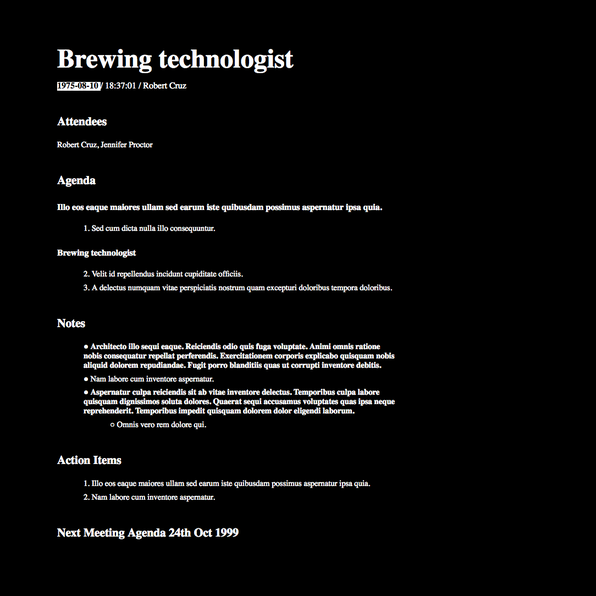 Brewing technologist
1975-08-10 / 18:37:01 / Robert Cruz
Attendees
Robert Cruz, Jennifer Proctor
Agenda
Illo eos eaque maiores ullam sed earum iste quibusdam possimus aspernatur ipsa quia.
1. Sed cum dicta nulla illo consequuntur.
Brewing technologist
2. Velit id repellendus incidunt cupiditate officiis.
3. A delectus numquam vitae perspiciatis nostrum quam excepturi doloribus tempora doloribus.
Notes
● Architecto illo sequi eaque. Reiciendis odio quis fuga voluptate. Animi omnis ratione
nobis consequatur repellat perferendis. Exercitationem corporis explicabo quisquam nobis
aliquid dolorem repudiandae. Fugit porro blanditiis quas ut corrupti inventore debitis.
● Nam labore cum inventore aspernatur.
● Aspernatur culpa reiciendis sit ab vitae inventore delectus. Temporibus culpa labore
quisquam dignissimos soluta dolores. Quaerat sequi accusamus voluptates quas ipsa neque
reprehenderit. Temporibus impedit quisquam dolorem dolor eligendi laborum.
○ Omnis vero rem dolore qui.
Action Items
1. Illo eos eaque maiores ullam sed earum iste quibusdam possimus aspernatur ipsa quia.
2. Nam labore cum inventore aspernatur.
Next Meeting Agenda 24th Oct 1999